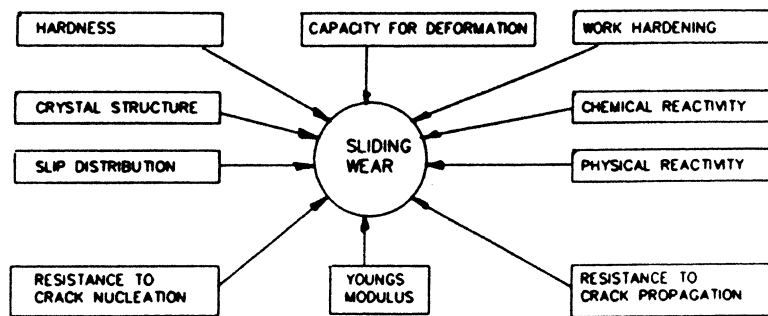 HARDNESS
CAPACITY FOR DEFORMATION
WORK HARDENING
CRYSTAL STRUCTURE
CHEMICAL REACTIVITY
SLIDING
WEAR
SLIP DISTRIBUTION
PHYSICAL REACTIVITY
RESISTANCE TO
CRACK NUCLEATION
YOUNGS
MODULUS
RESISTANCE TO
CRACK PROPAGATION